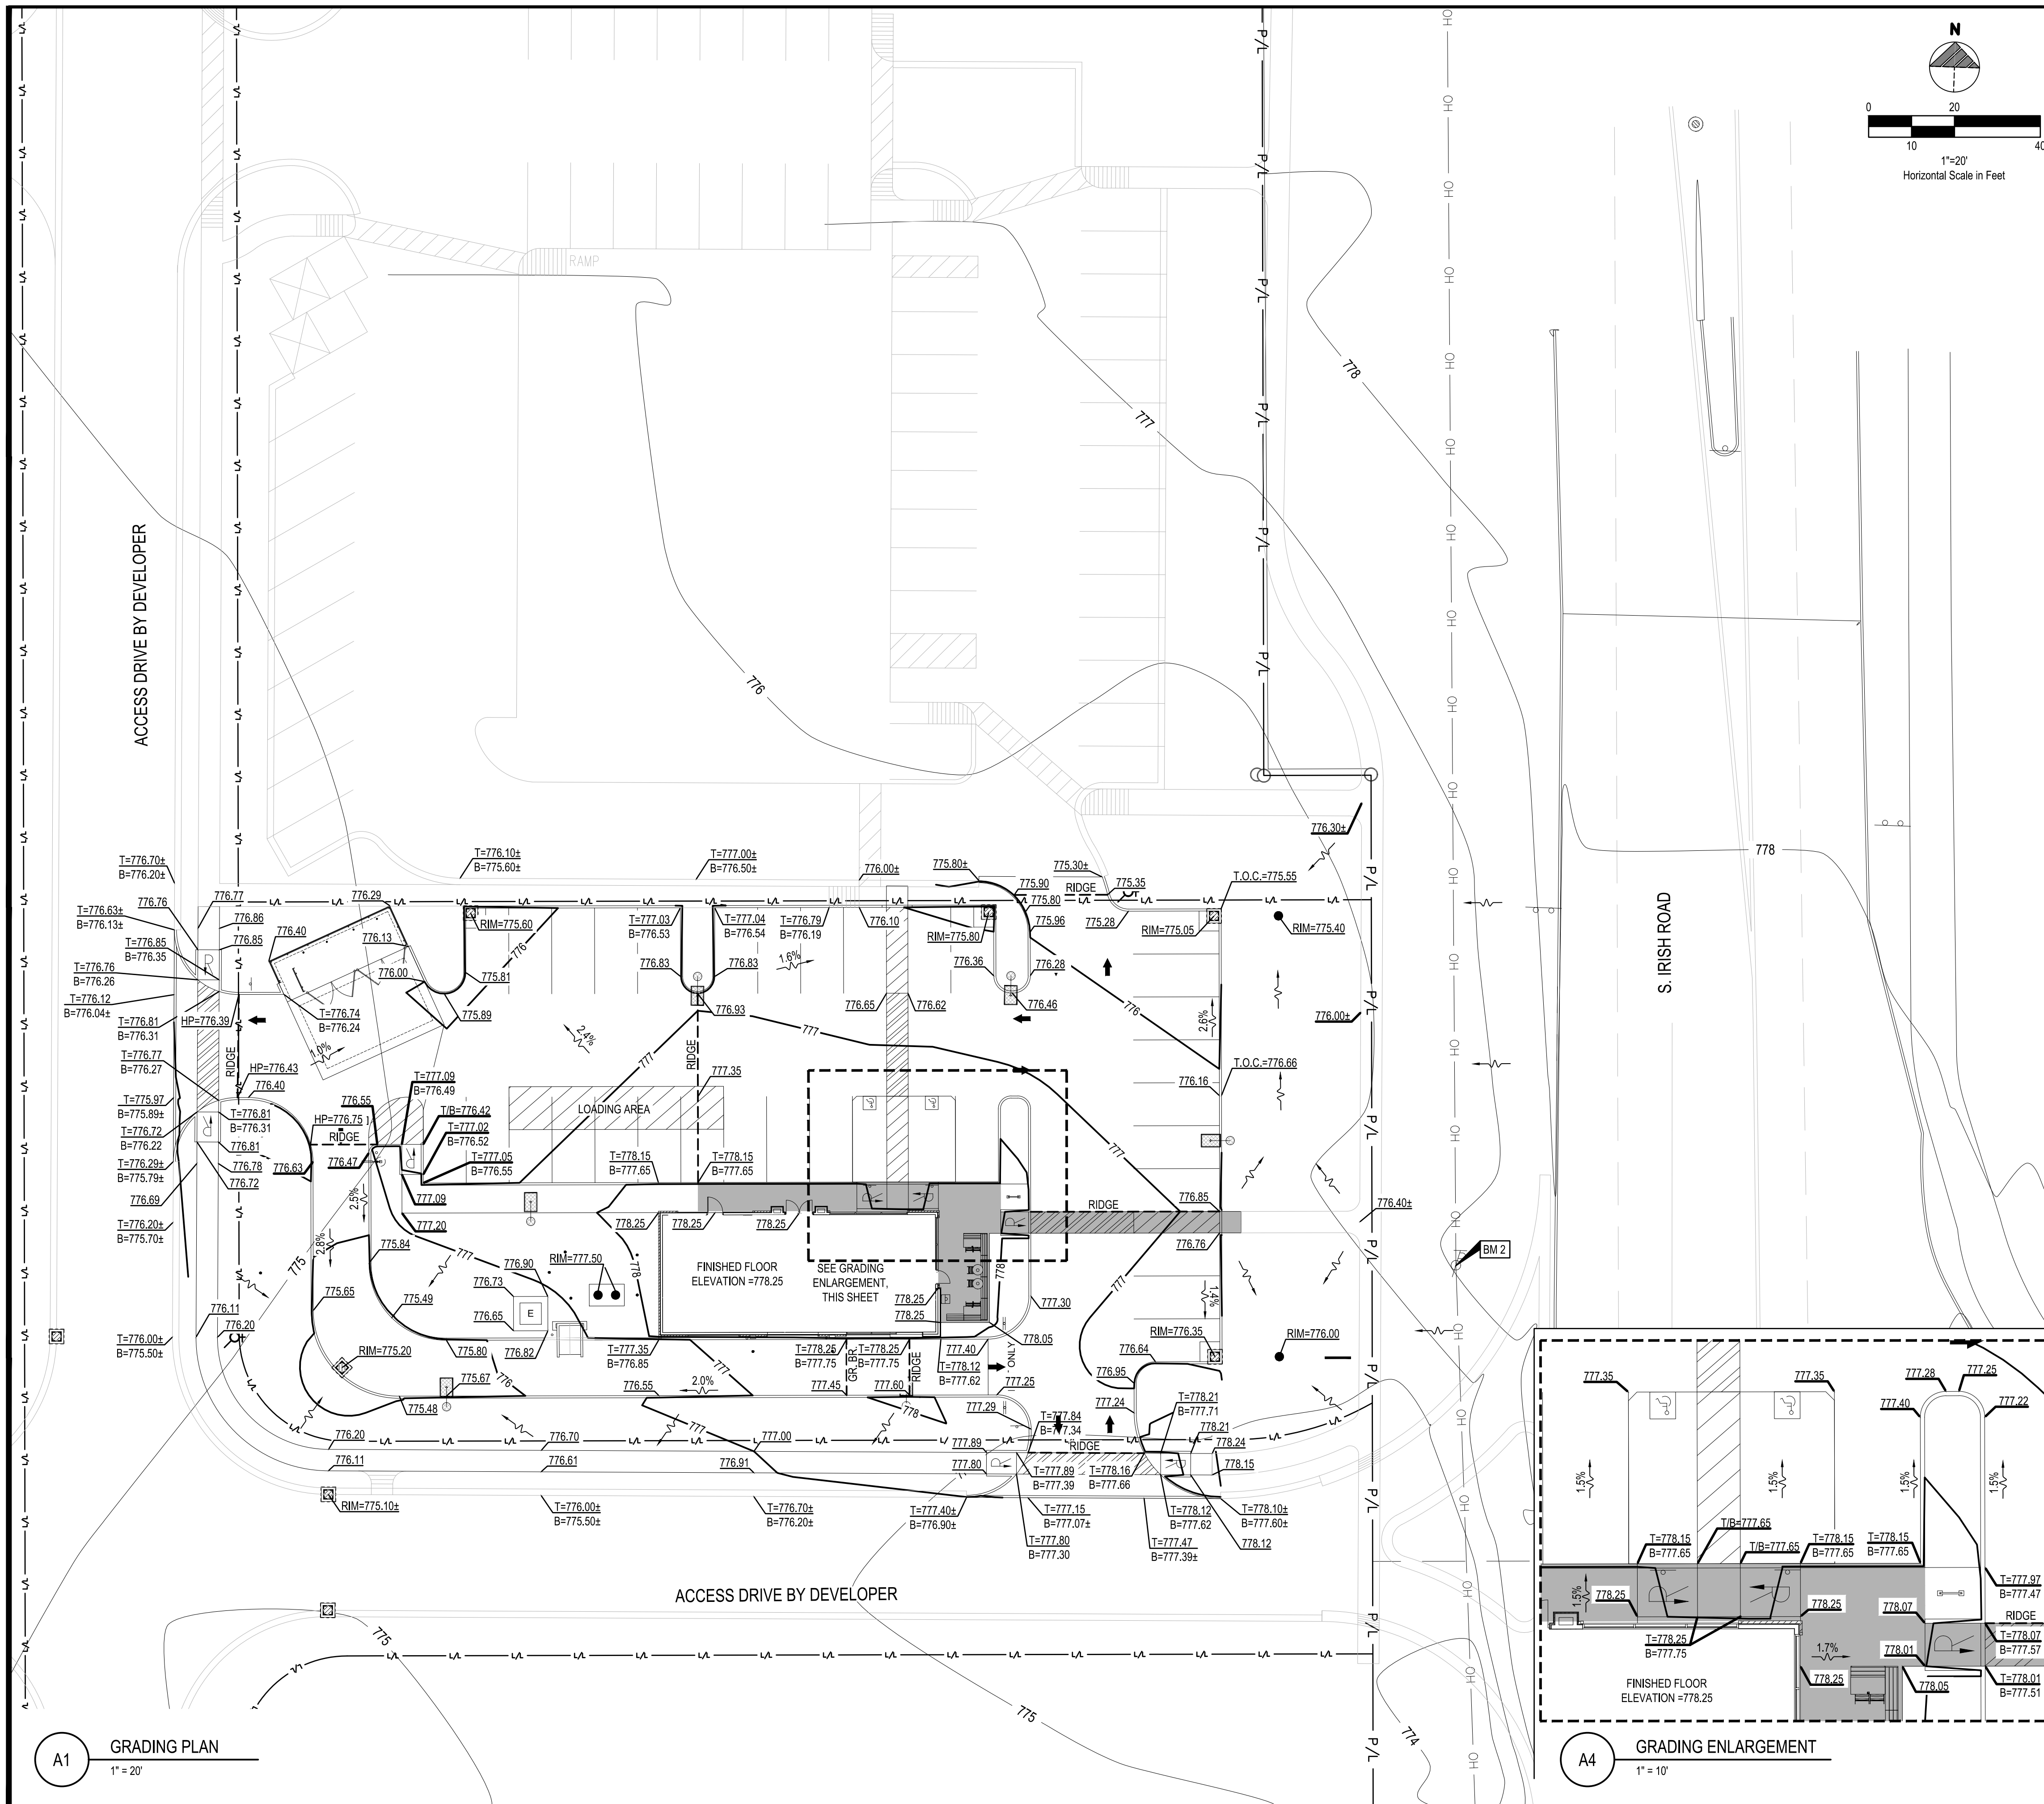 N
0
20
10
40
1"=20'
Horizontal Scale in Feet
RAMP
778
777
776
ACCESS DRIVE BY DEVELOPER
S. IRISH ROAD
778
776.30±
T=776.70±
B=776.20±
T=776.10±
B=775.60±
T=777.00±
B=776.50±
776.00±
775.80±
775.30±
775.90
RIDGE
775.35
T.O.C.=775.55
776.76
776.77
776.29
775.80
T=776.63±
B=776.13±
776.86
776.40
776.13
RIM=775.60
T=777.03
B=776.53
T=777.04
B=776.54
T=776.79
B=776.19
776.10
RIM=775.80
775.96
775.28
RIM=775.05
RIM=775.40
T=776.85
B=776.35
776.85
776
T=776.76
B=776.26
776.00
775.81
776.83
776.83
1.6%
776.36
776.28
T=776.12
B=776.04±
HP=776.39
T=776.74
B=776.24
775.89
776.93
776.65
776.62
776.46
776
2.6%
776.00±
T=776.81
B=776.31
2.4%
777
1.0%
RIDGE
RIDGE
777
T=776.77
B=776.27
HP=776.43
776.40
T=777.09
B=776.49
777.35
776.16
T.O.C.=776.66
T=775.97
B=775.89±
T=776.81
B=776.31
776.55
HP=776.75
T/B=776.42
LOADING AREA
T=776.72
B=776.22
RIDGE
T=777.02
B=776.52
776.81
777
T=776.29±
B=775.79±
776.78
776.63
776.47
T=777.05
B=776.55
T=778.15
B=777.65
T=778.15
B=777.65
776.72
776.69
2.5%
777.09
RIDGE
776.85
776.40±
T=776.20±
B=775.70±
777.20
778.25
778.25
778.25
776.76
2.8%
775.84
777
RIM=777.50
778
FINISHED FLOOR
ELEVATION =778.25
SEE GRADING
ENLARGEMENT,
THIS SHEET
778
777
BM 2
775
776.90
776.73
E
776.65
775.65
775.49
778.25
778.25
777.30
1.4%
776.11
776.20
T=776.00±
B=775.50±
RIM=775.20
775.80
776.82
T=777.35
B=776.85
T=778.25
B=777.75
T=778.25
B=777.75
777.40
778.05
776.64
RIM=776.35
RIM=776.00
GR. BR.
RIDGE
T=778.12
B=777.62
ONLY
776.95
776
775.67
776.55
2.0%
777.45
777.60
777.25
775.48
777
778
777.29
T=777.84
B=777.34
777.24
T=778.21
B=777.71
778.21
776.20
776.70
777.00
777.89
RIDGE
778.24
776.11
776.61
776.91
777.80
T=777.89
B=777.39
T=778.16
B=777.66
778.15
RIM=775.10±
T=776.00±
B=775.50±
T=776.70±
B=776.20±
T=777.40±
B=776.90±
T=777.15
B=777.07±
T=778.12
B=777.62
T=778.10±
B=777.60±
T=777.80
B=777.30
T=777.47
B=777.39±
778.12
ACCESS DRIVE BY DEVELOPER
775
775
774
P/L
OH
A1
GRADING PLAN
1" = 20'
777.35
777.35
777.28
777.25
777.40
777.22
1.5%
1.5%
1.5%
1.5%
T=778.15
B=777.65
T/B=777.65
T/B=777.65
T=778.15
B=777.65
T=778.15
B=777.65
1.5%
778.25
778.25
778.07
T=777.97
B=777.47
RIDGE
T=778.25
B=777.75
1.7%
778.01
T=778.07
B=777.57
778.25
778.05
T=778.01
B=777.51
FINISHED FLOOR
ELEVATION =778.25
A4
GRADING ENLARGEMENT
1" = 10'